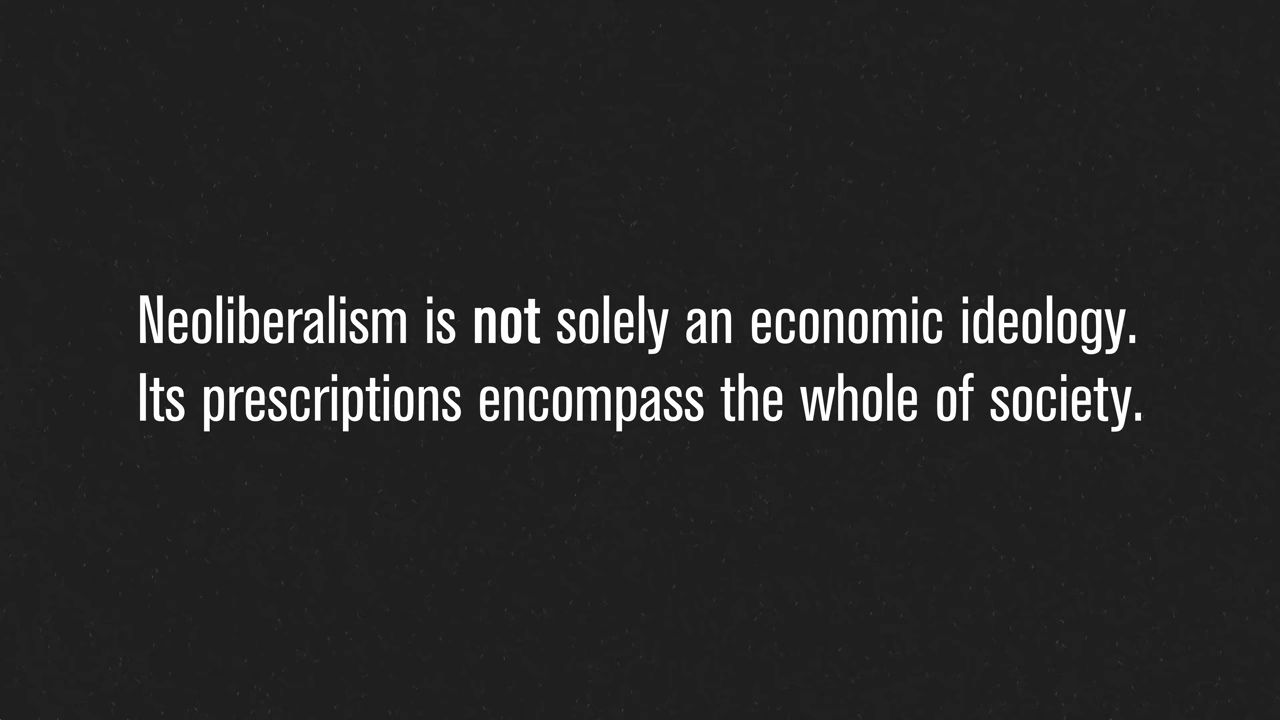 Neoliberalism is not solely an economic ideology.
Its prescriptions encompass the whole of society.